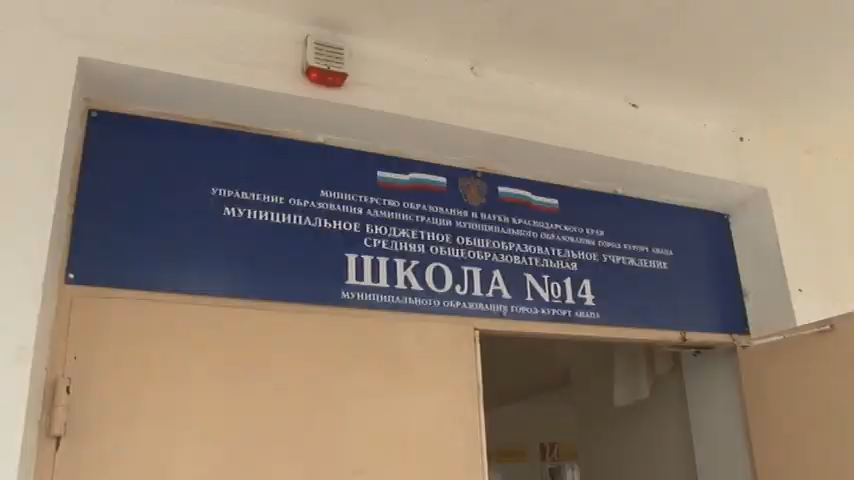 МИНИСТЕРСТВО ОБРАЗОВАНИЯ И НАУКИ КРАСНОДАРСКОГО КРАЯ
УПРАВЛЕНИЕ ОБРАЗОВАНИЯ АДМИНИСТРАЦИИ МУНИЦИПАЛЬНОГО ОБРАЗОВАНИЯ ГОРОД КУРОРТ АНАПА
МУНИЦИПАЛЬНОЕ БЮДЖЕТНОЕ ОБЩЕОБРАЗОВАТЕЛЬНОЕ УЧРЕЖДЕНИЕ
СРЕДНЯЯ ОБЩЕОБРАЗОВАТЕЛЬНАЯ
ШКОЛА №14
МУНИЦИПАЛЬНОГО ОБРАЗОВАНИЯ ГОРОД-КУРОРТ АНАПА